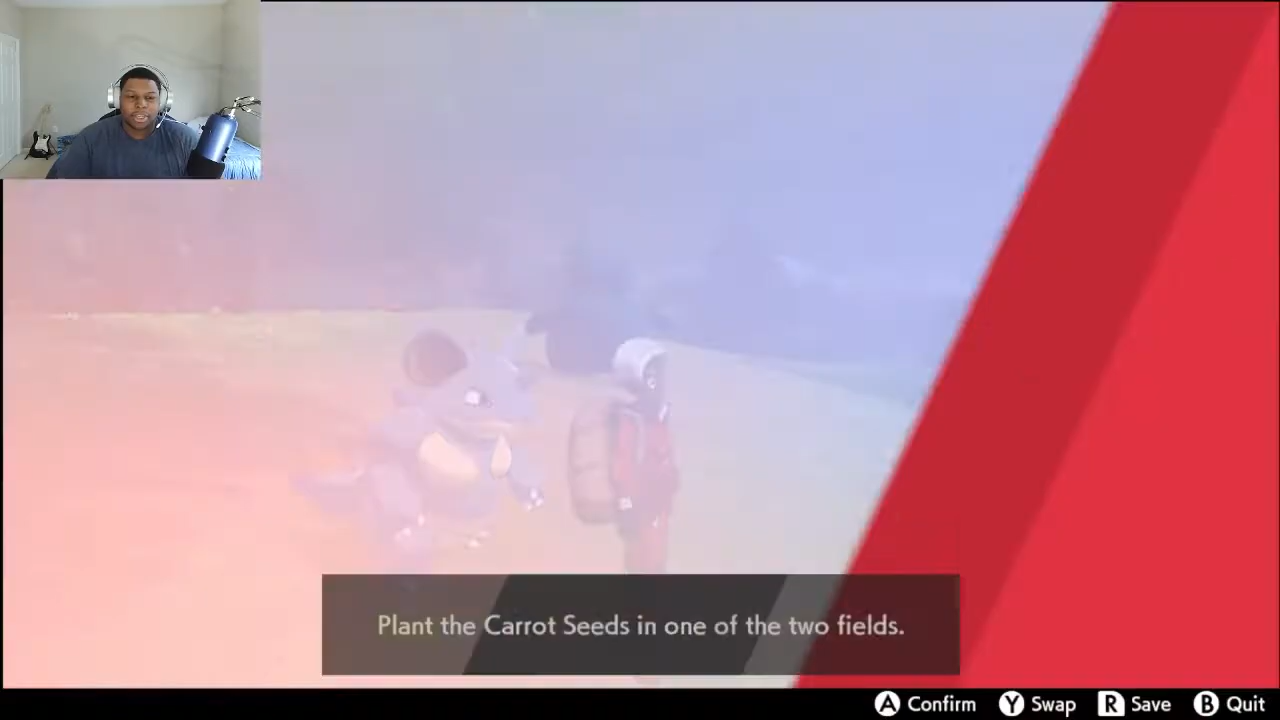 Plant the Carrot Seeds in one of the two fields.
A Confirm Y Swap R Save B Quit